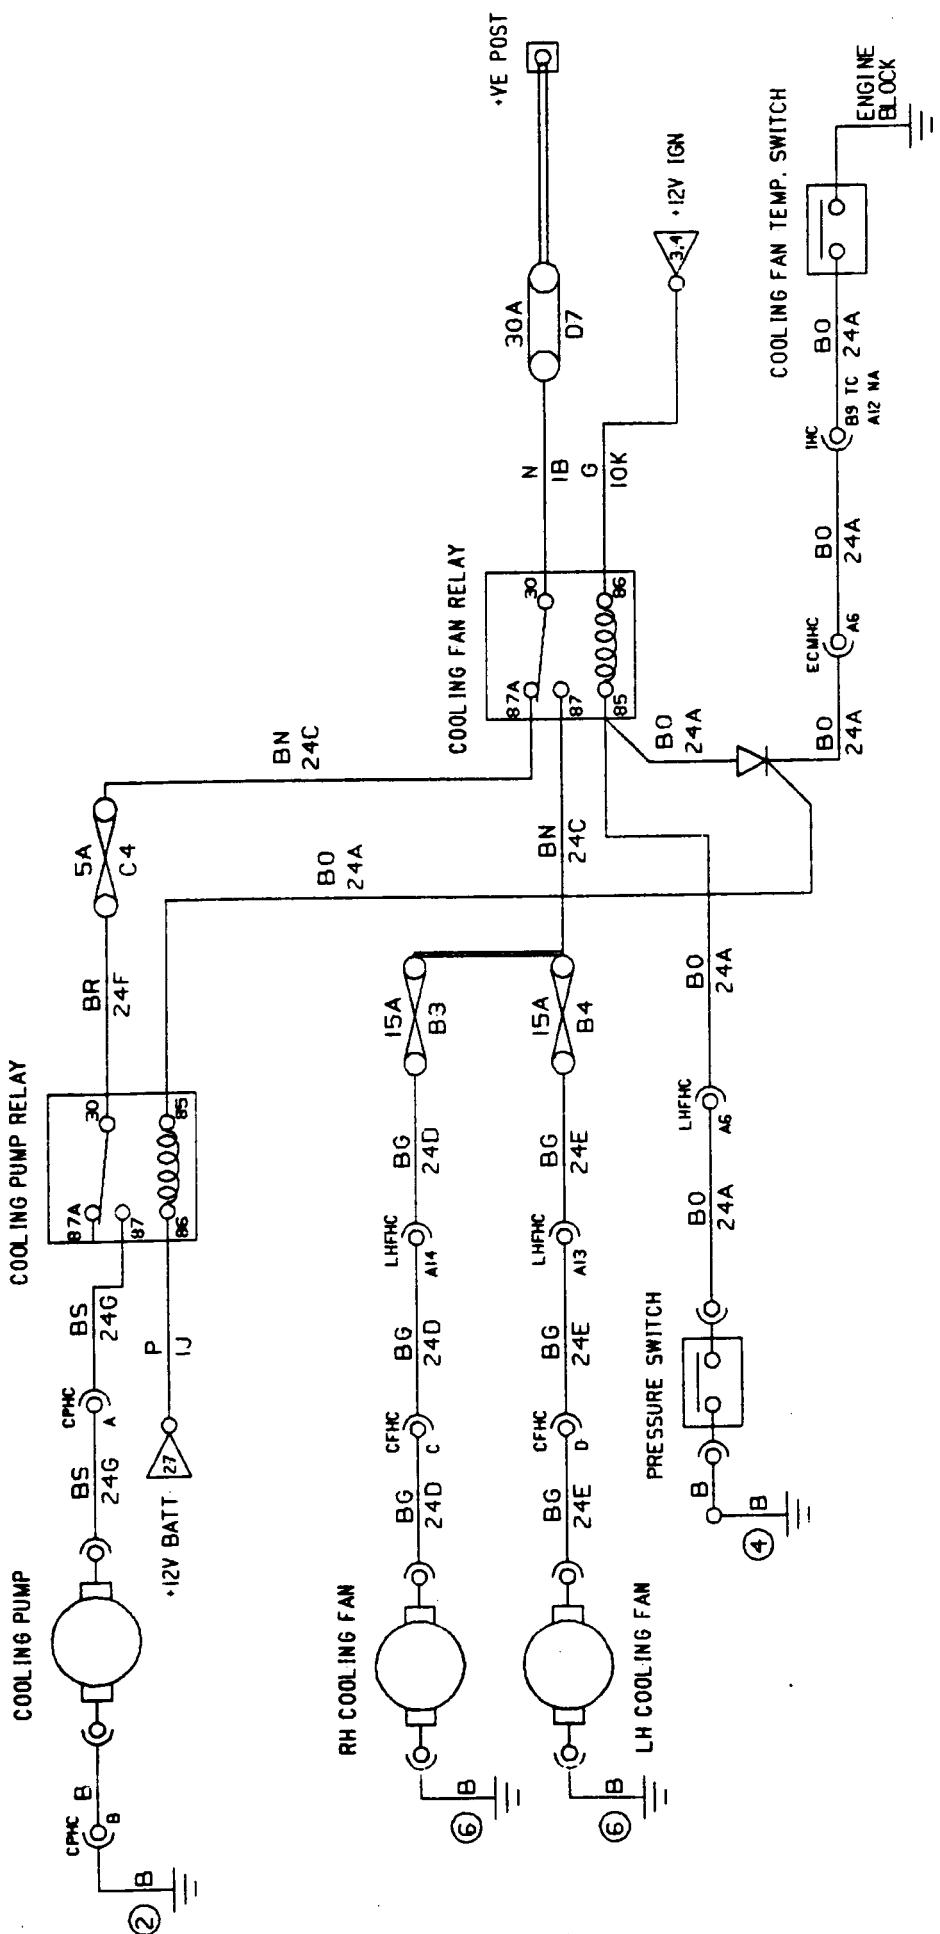 COOLING PUMP
COOLING PUMP RELAY
CPHC
B
B
B
2
BS
24G
CPHC
A
BS
24G
87A
87
86
30
85
P
1J
27
+12V BATT
BR
24F
5A
C4
BN
24C
BO
24A
RH COOLING FAN
B
6
BG
24D
CFHC
C
BG
24D
LHFHC
A14
BG
24D
15A
B3
LH COOLING FAN
B
6
BG
24E
CFHC
D
BG
24E
LHFHC
A13
BG
24E
15A
B4
BN
24C
COOLING FAN RELAY
87A
87
85
30
86
N
1B
G
10K
30A
D7
+VE POST
3.4
+12V IGN
PRESSURE SWITCH
B
B
4
BO
24A
LHFHC
A6
BO
24A
BO
24A
BO
24A
ECMHC
A6
BO
24A
IHC
B9 TC
A12 NA
BO
24A
COOLING FAN TEMP. SWITCH
ENGINE
BLOCK